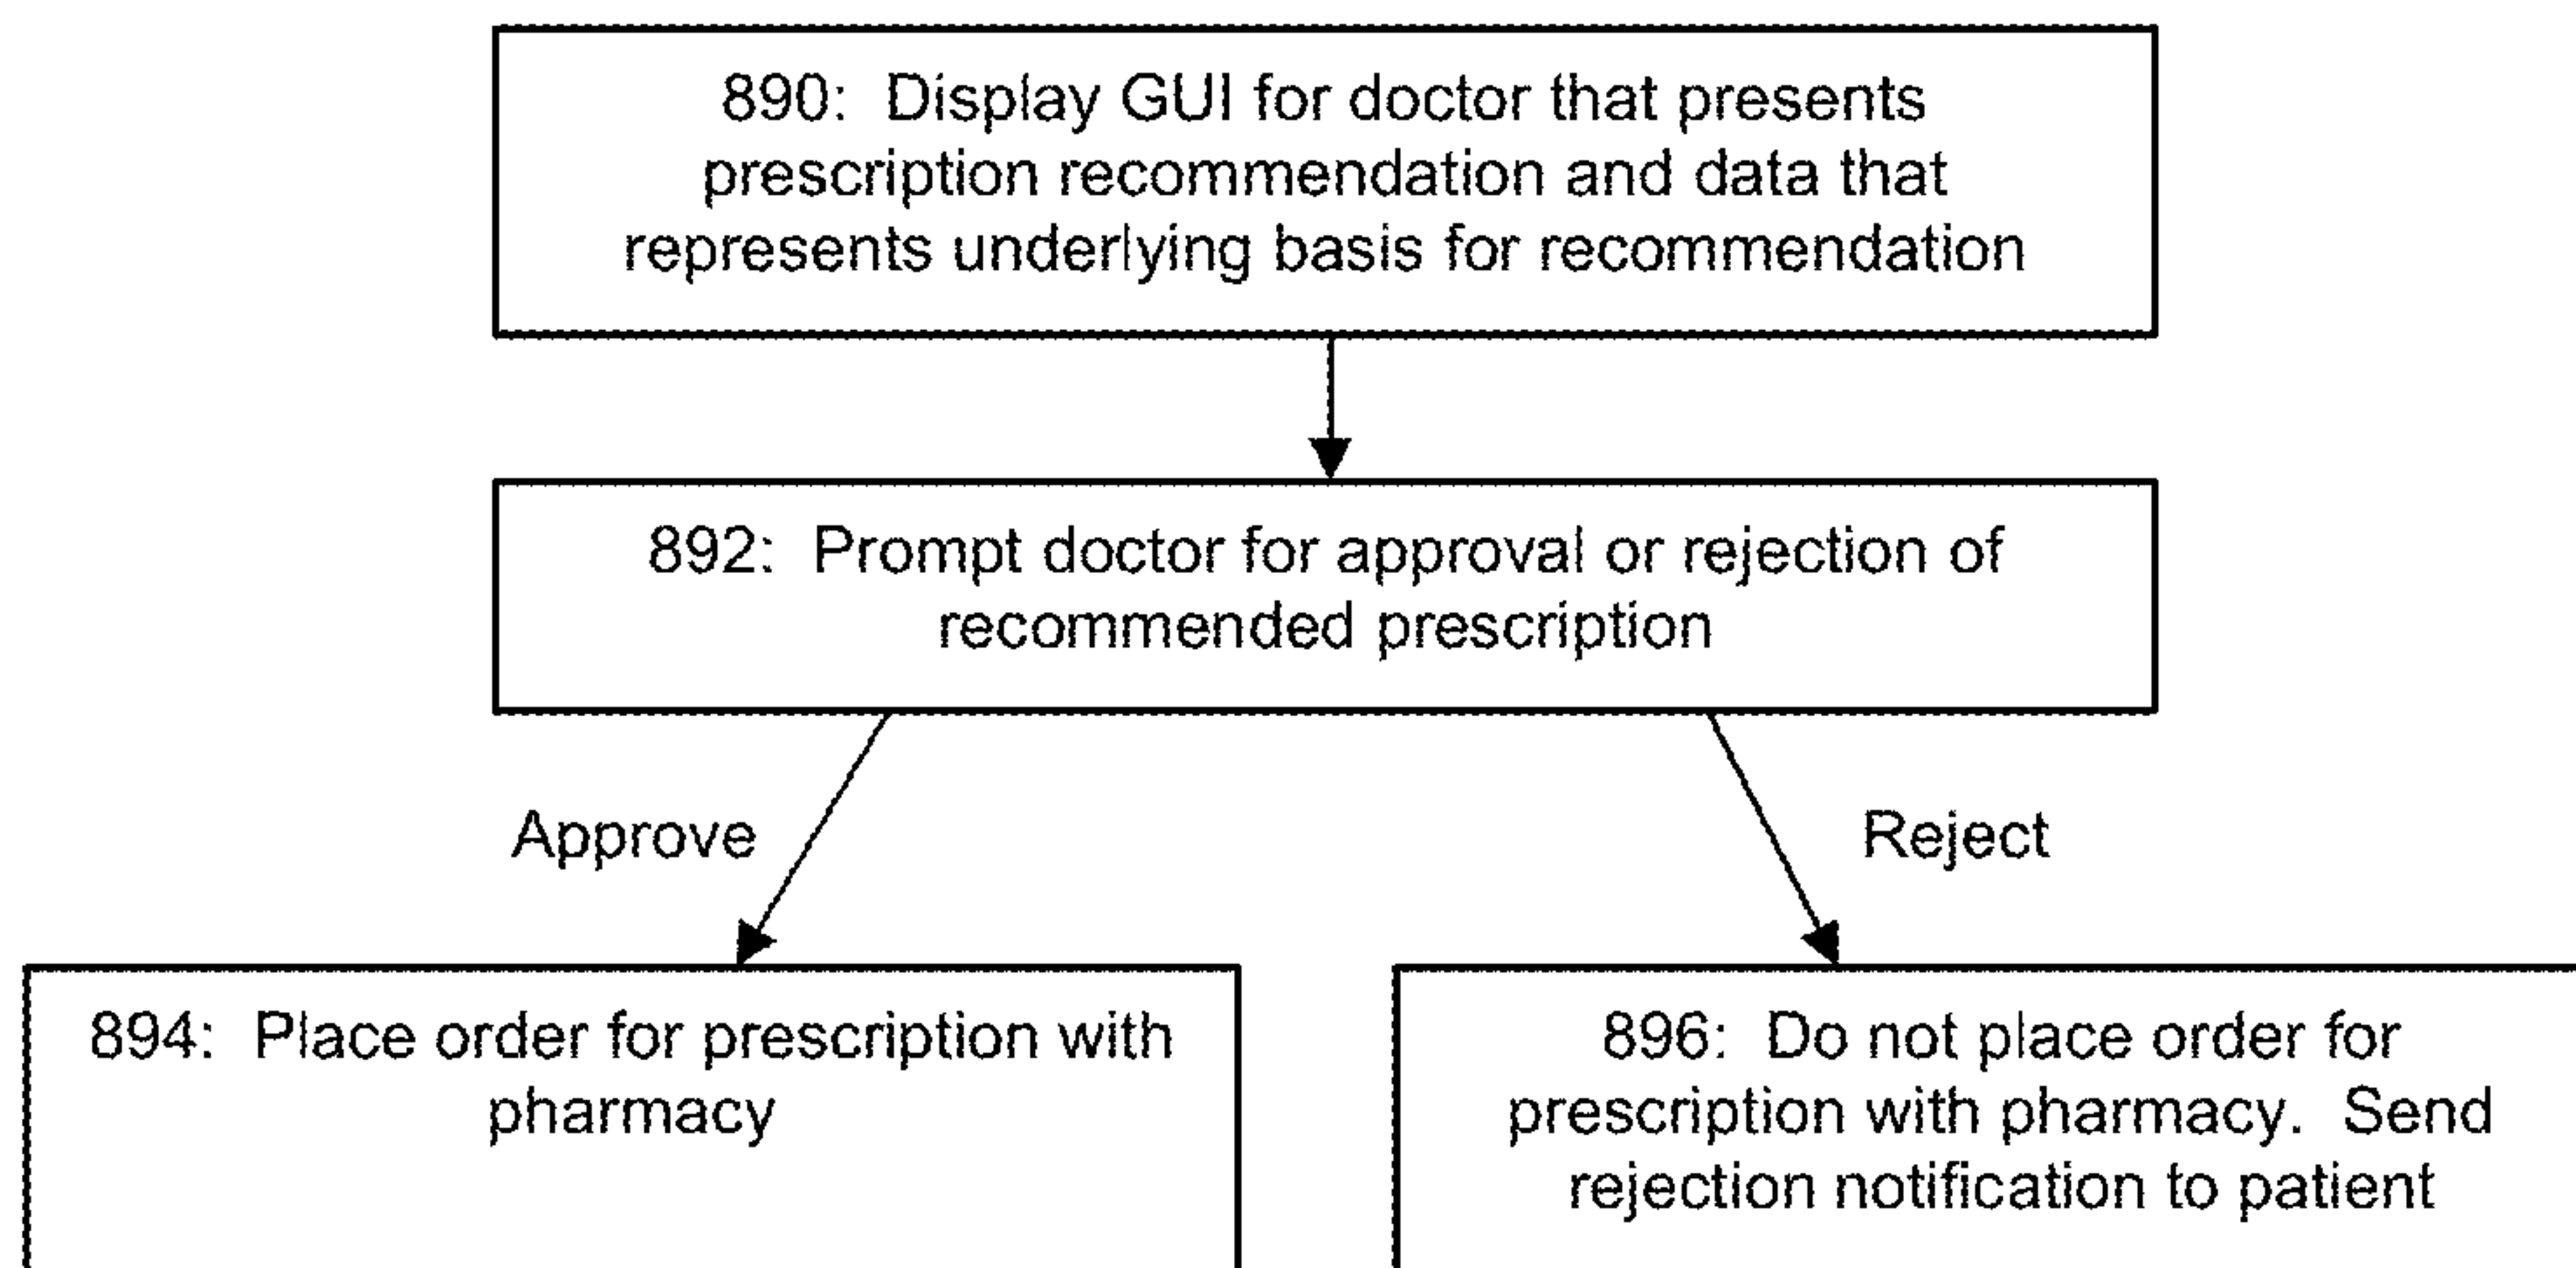 890:  Display GUI for doctor that presents
prescription recommendation and data that
represents underlying basis for recommendation
892:  Prompt doctor for approval or rejection of
recommended prescription
Approve
Reject
894:  Place order for prescription with
pharmacy
896:  Do not place order for
prescription with pharmacy.  Send
rejection notification to patient